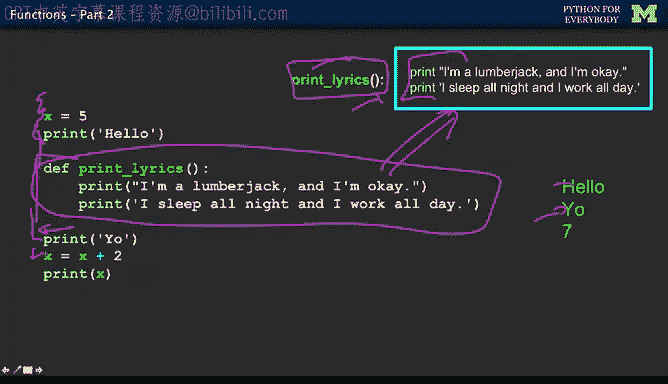 Functions - Part 2
GPT中英字幕课程资源@bilibili.com
PYTHON FOR
EVERYBODY
M
print_lyrics():
print "I'm a lumberjack, and I'm okay."
print 'I sleep all night and I work all day.'
x = 5
print('Hello')
def print_lyrics():
print("I'm a lumberjack, and I'm okay.")
print('I sleep all night and I work all day.')
print('Yo')
x = x + 2
print(x)
Hello
Yo
7